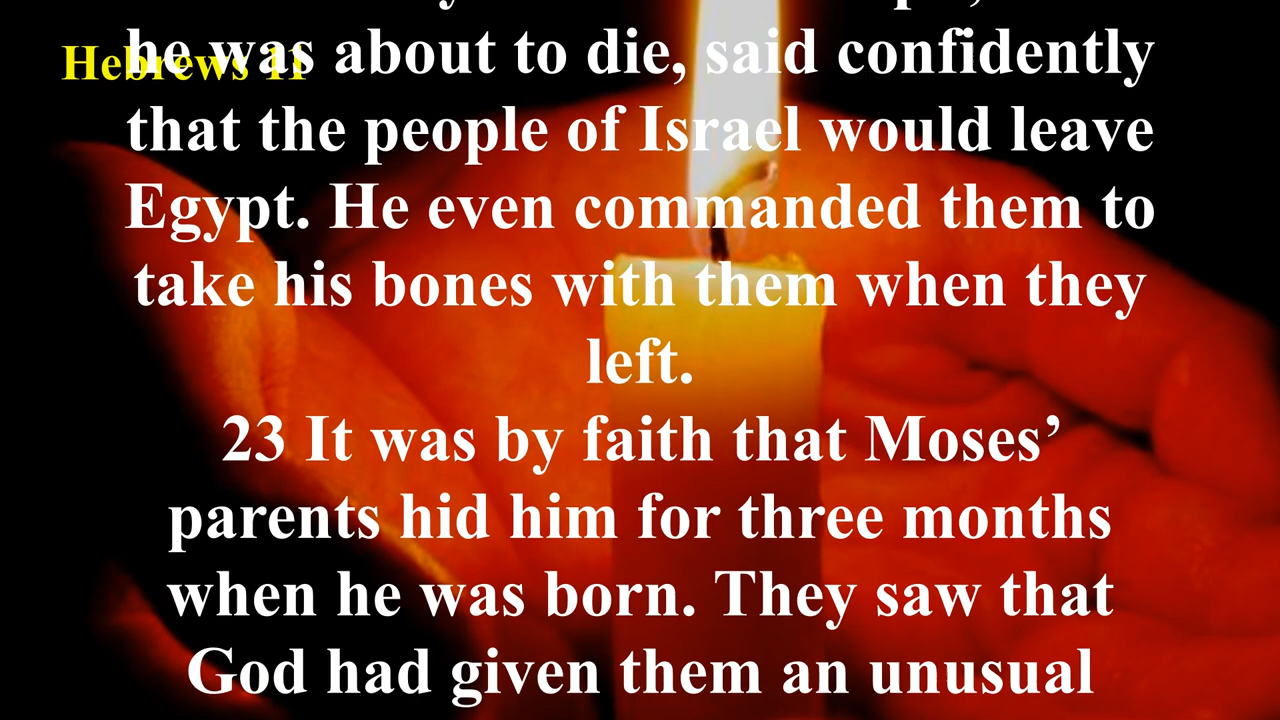 Hebrews 11
he was about to die, said confidently
that the people of Israel would leave
Egypt. He even commanded them to
take his bones with them when they
left.
23 It was by faith that Moses’
parents hid him for three months
when he was born. They saw that
God had given them an unusual